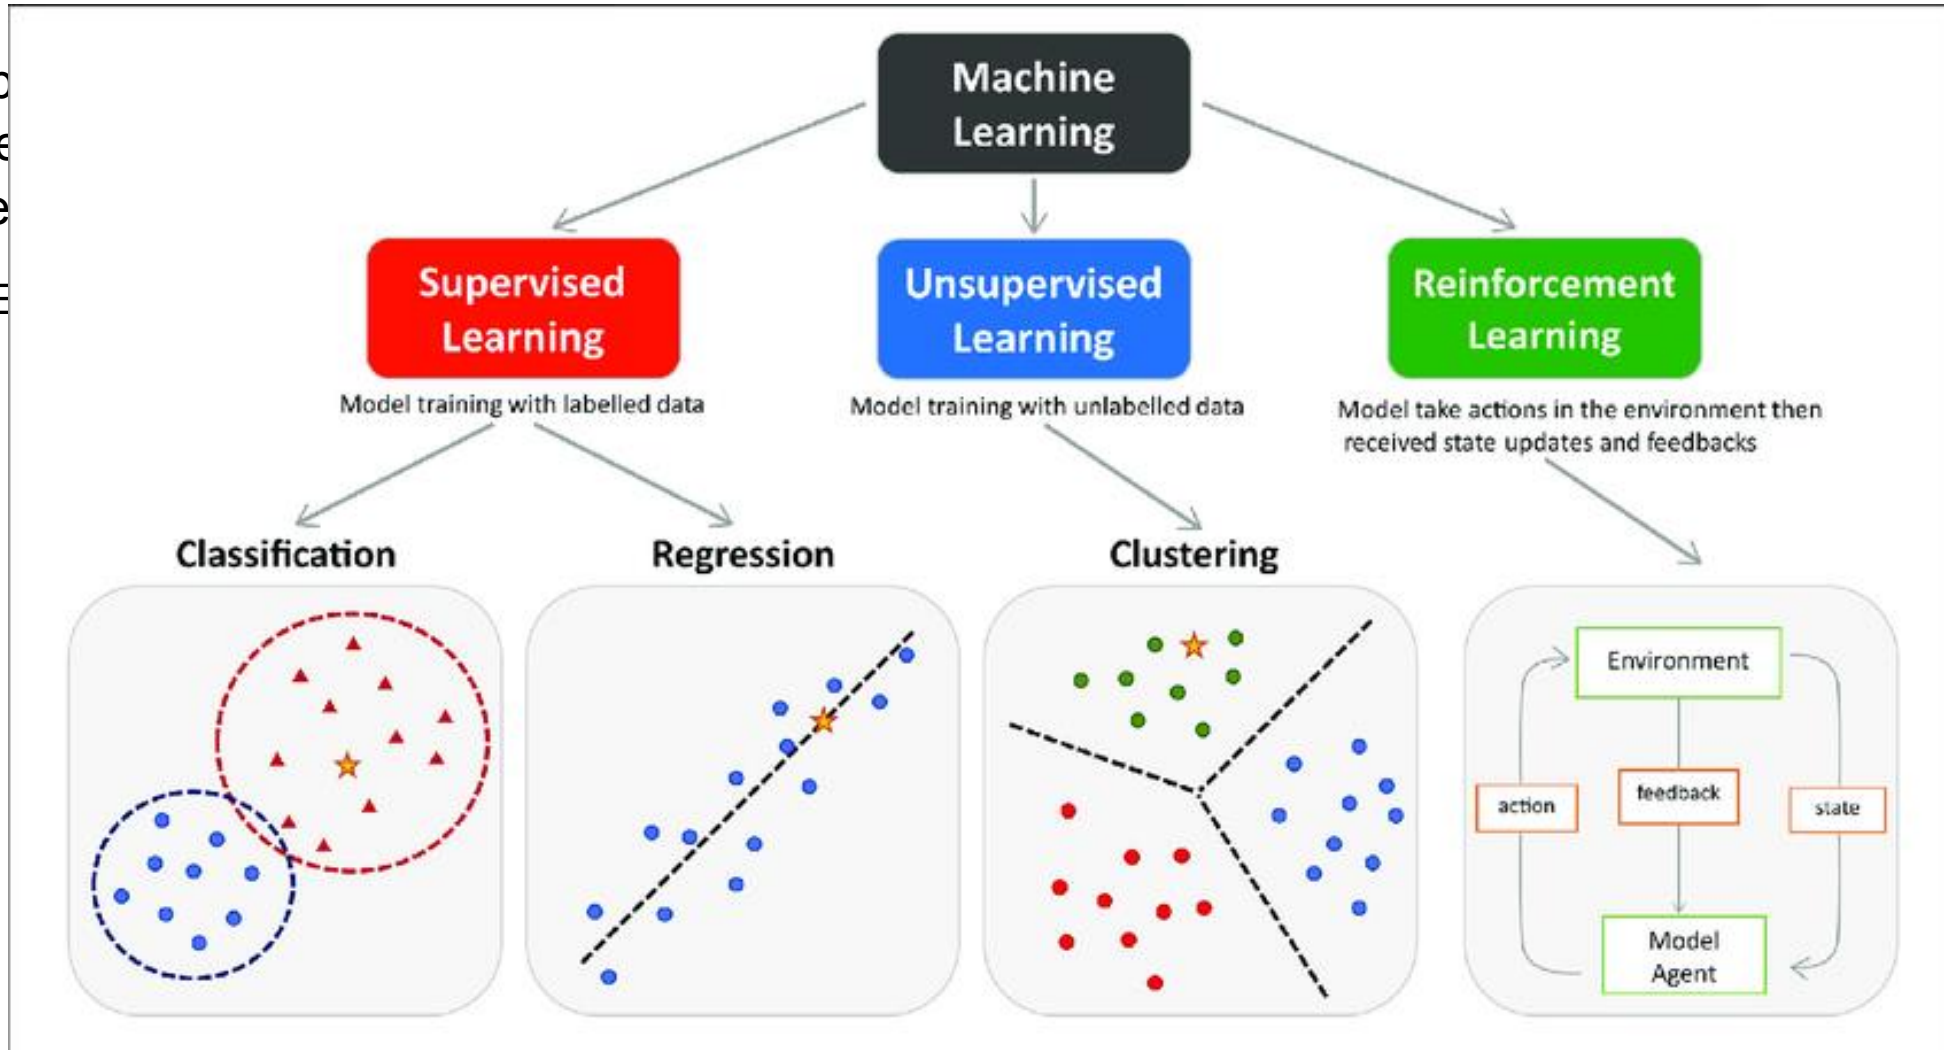 Machine
Learning
Supervised
Learning
Unsupervised
Learning
Reinforcement
Learning
Model training with labelled data
Model training with unlabelled data
Model take actions in the environment then
received state updates and feedbacks
Classification
Regression
Clustering
Environment
action
feedback
state
Model
Agent